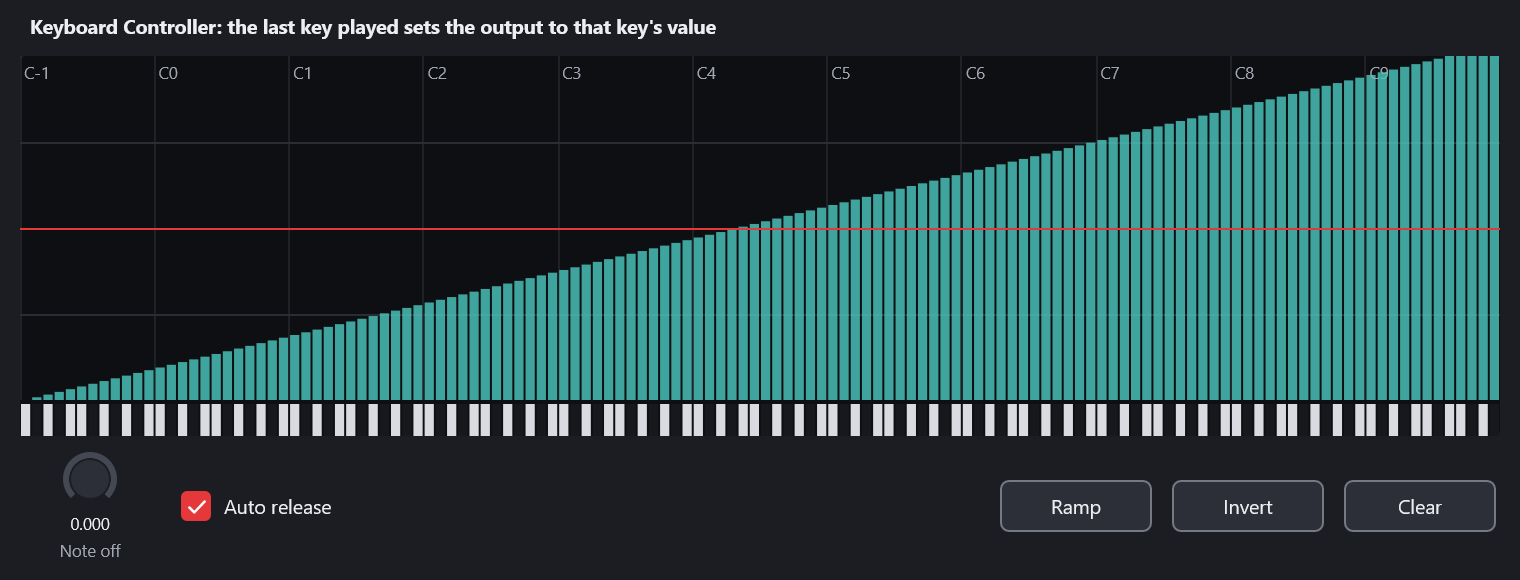 Keyboard Controller: the last key played sets the output to that key's value
C-1 C0 C1 C2 C3 C4 C5 C6 C7 C8 C9
0.000
Note off
Auto release
Ramp Invert Clear